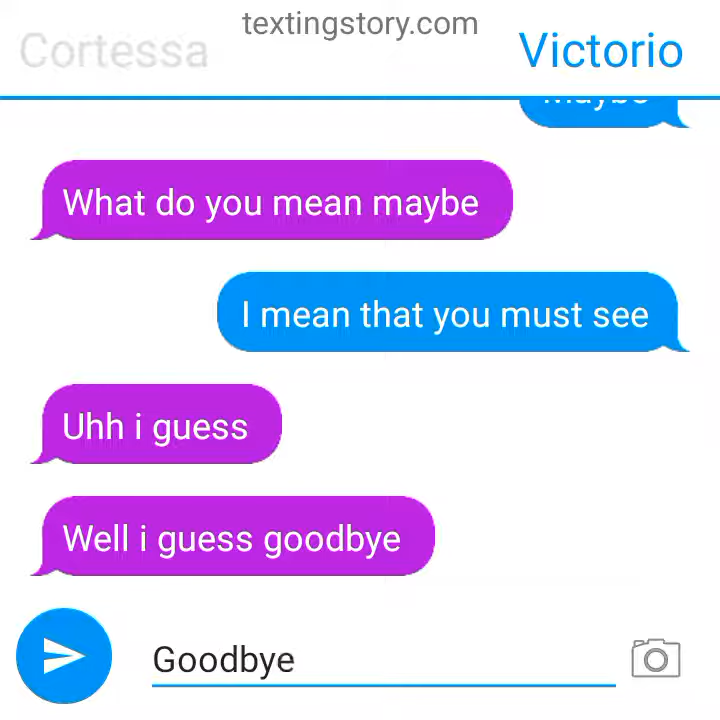 textingstory.com
Cortessa
Victorio
What do you mean maybe
I mean that you must see
Uhh i guess
Well i guess goodbye
Goodbye